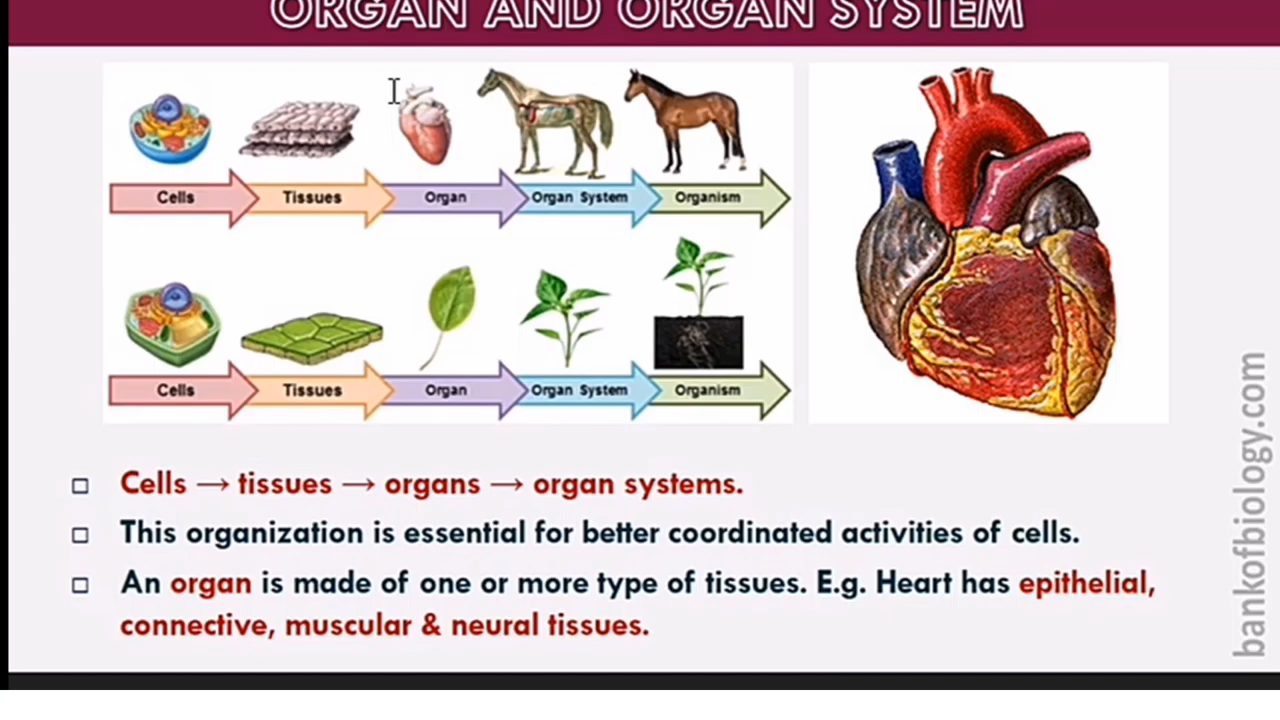 ORGAN AND ORGAN SYSTEM
Cells Tissues Organ Organ System Organism
Cells Tissues Organ Organ System Organism
Cells → tissues → organs → organ systems.
This organization is essential for better coordinated activities of cells.
An organ is made of one or more type of tissues. E.g. Heart has epithelial,
connective, muscular & neural tissues.
bankofbiology.com